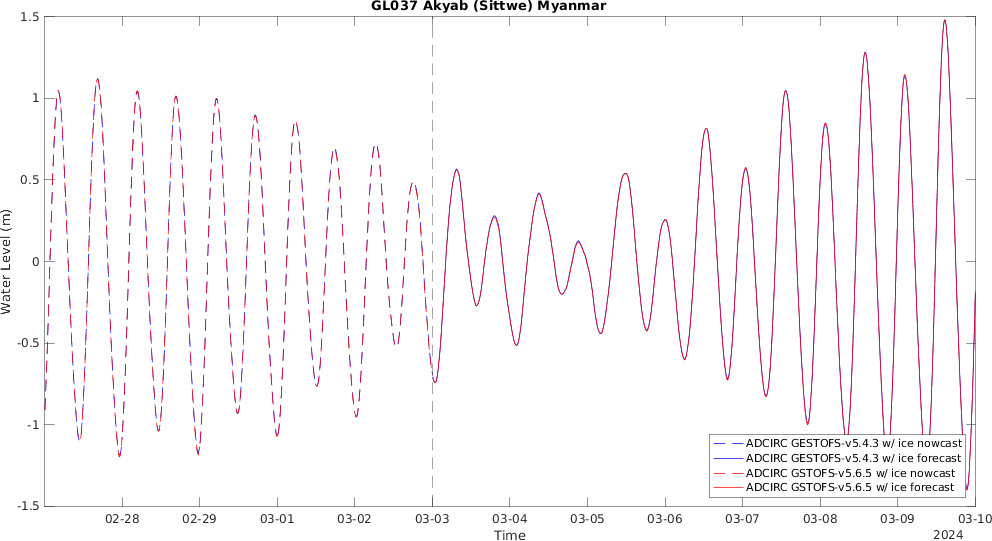 GL037 Akyab (Sittwe) Myanmar
1.5
1
0.5
0
-0.5
-1
-1.5
Water Level (m)
ADCIRC GESTOFS-v5.4.3 w/ ice nowcast
ADCIRC GESTOFS-v5.4.3 w/ ice forecast
ADCIRC GSTOFS-v5.6.5 w/ ice nowcast
ADCIRC GSTOFS-v5.6.5 w/ ice forecast
02-28 02-29 03-01 03-02 03-03 03-04 03-05 03-06 03-07 03-08 03-09 03-10
Time
2024